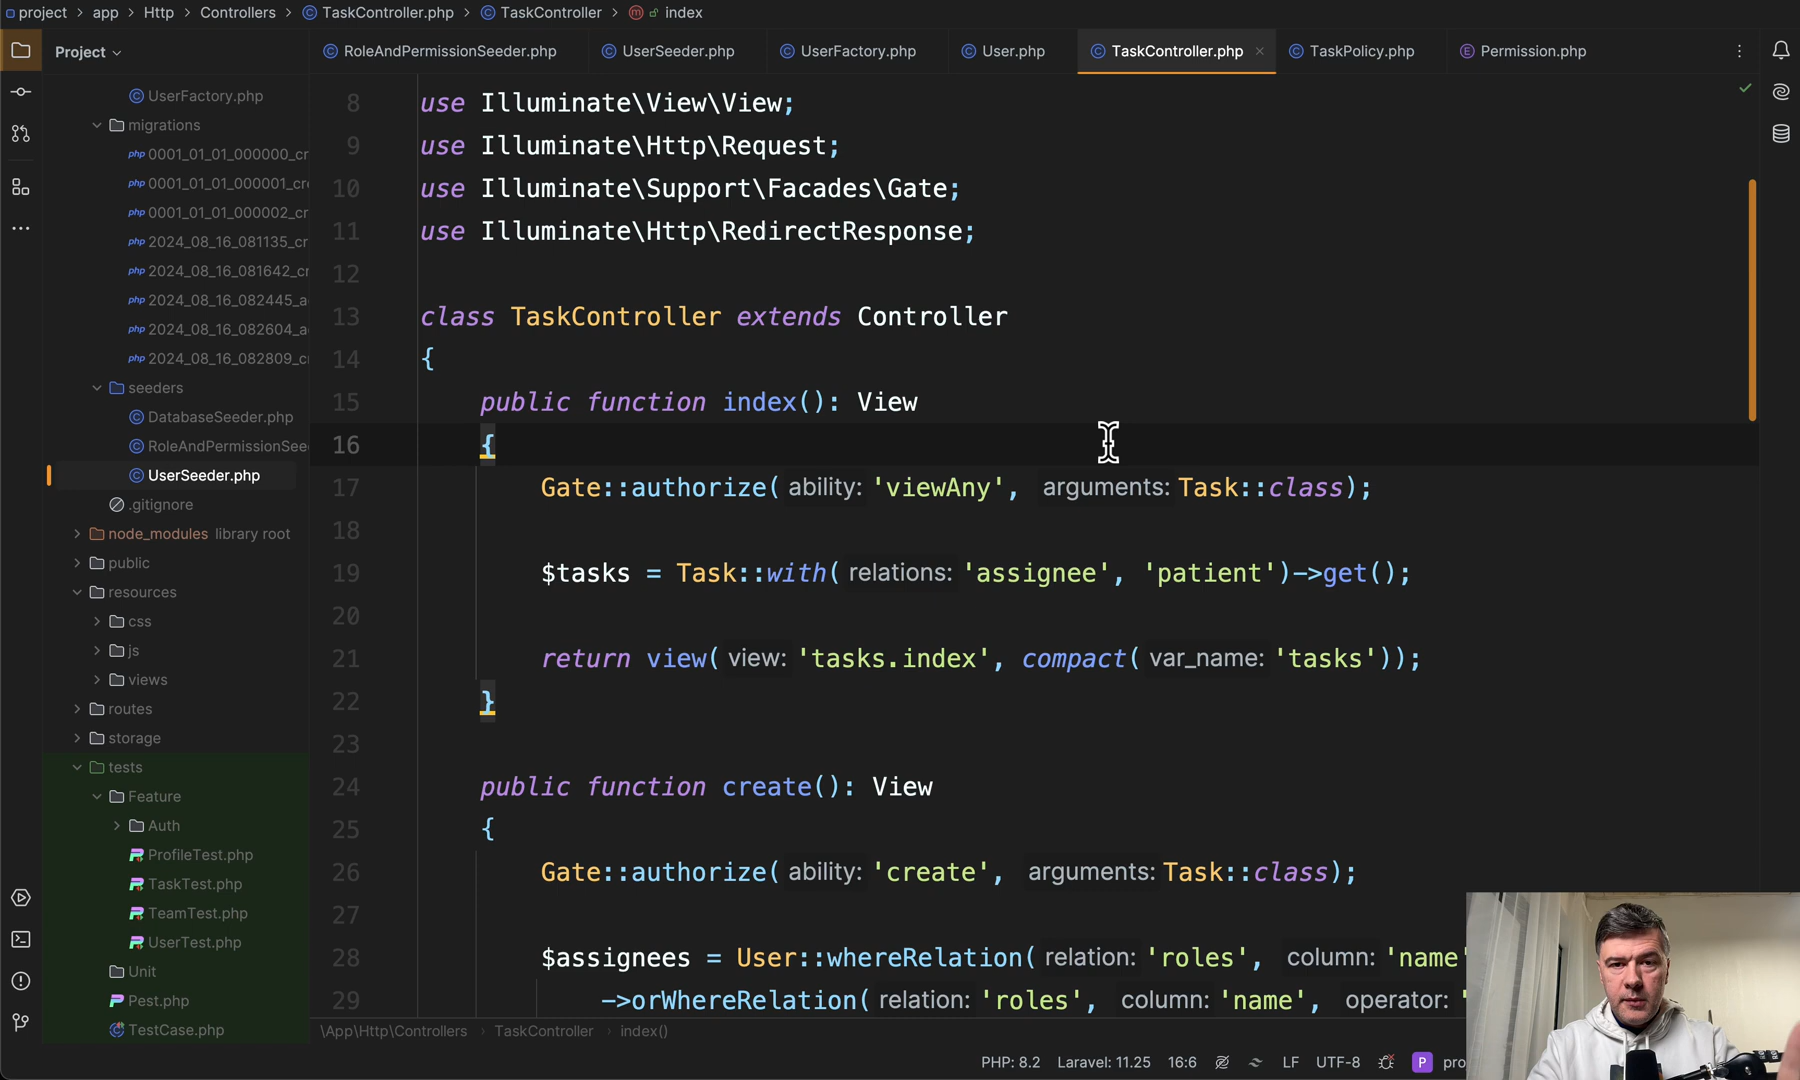 project > app > Http > Controllers > TaskController.php > TaskController > index
Project
RoleAndPermissionSeeder.php
UserSeeder.php
UserFactory.php
User.php
TaskController.php
TaskPolicy.php
Permission.php
UserFactory.php
migrations
0001_01_01_000000_cr
0001_01_01_000001_cre
0001_01_01_000002_cr
2024_08_16_081135_cr
2024_08_16_081642_cr
2024_08_16_082445_a
2024_08_16_082604_a
2024_08_16_082809_c
seeders
DatabaseSeeder.php
RoleAndPermissionSee
UserSeeder.php
.gitignore
node_modules library root
public
resources
css
js
views
routes
storage
tests
Feature
Auth
ProfileTest.php
TaskTest.php
TeamTest.php
UserTest.php
Unit
Pest.php
TestCase.php
8 use Illuminate\View\View;
9 use Illuminate\Http\Request;
10 use Illuminate\Support\Facades\Gate;
11 use Illuminate\Http\RedirectResponse;
12
13 class TaskController extends Controller
14 {
15 public function index(): View
16 {
17 Gate::authorize( ability: 'viewAny', arguments: Task::class);
18
19 $tasks = Task::with( relations: 'assignee', 'patient')->get();
20
21 return view( view: 'tasks.index', compact( var_name: 'tasks'));
22 }
23
24 public function create(): View
25 {
26 Gate::authorize( ability: 'create', arguments: Task::class);
27
28 $assignees = User::whereRelation( relation: 'roles', column: 'name'
29 ->orWhereRelation( relation: 'roles', column: 'name', operator: '
\App\Http\Controllers > TaskController > index()
PHP: 8.2 Laravel: 11.25 16:6 LF UTF-8 P pro